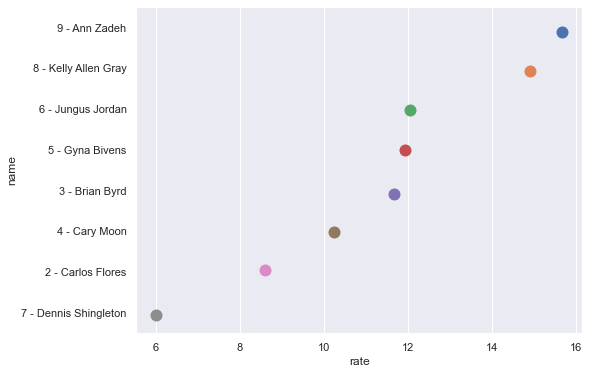 9 - Ann Zadeh
8 - Kelly Allen Gray
6 - Jungus Jordan
5 - Gyna Bivens
3 - Brian Byrd
4 - Cary Moon
2 - Carlos Flores
7 - Dennis Shingleton
name
6 8 10 12 14 16
rate